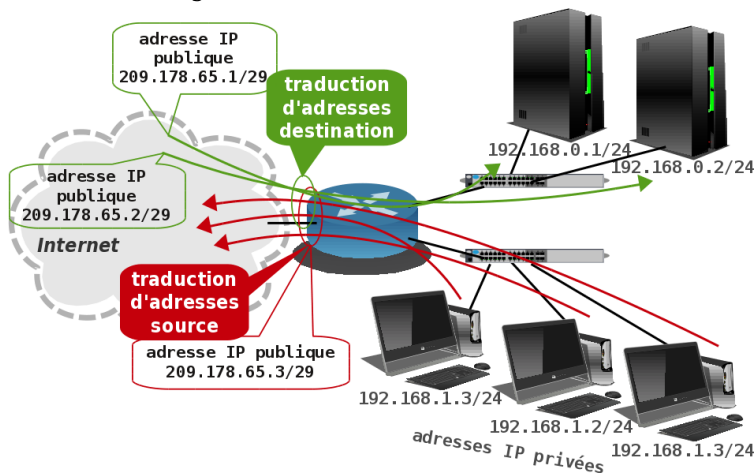 adresse IP
publique
209.178.65.1/29
traduction
d'adresses
destination
192.168.0.1/24
192.168.0.2/24
adresse IP
publique
209.178.65.2/29
Internet
traduction
d'adresses
source
adresse IP publique
209.178.65.3/29
192.168.1.3/24
192.168.1.2/24
192.168.1.3/24
adresses IP privées